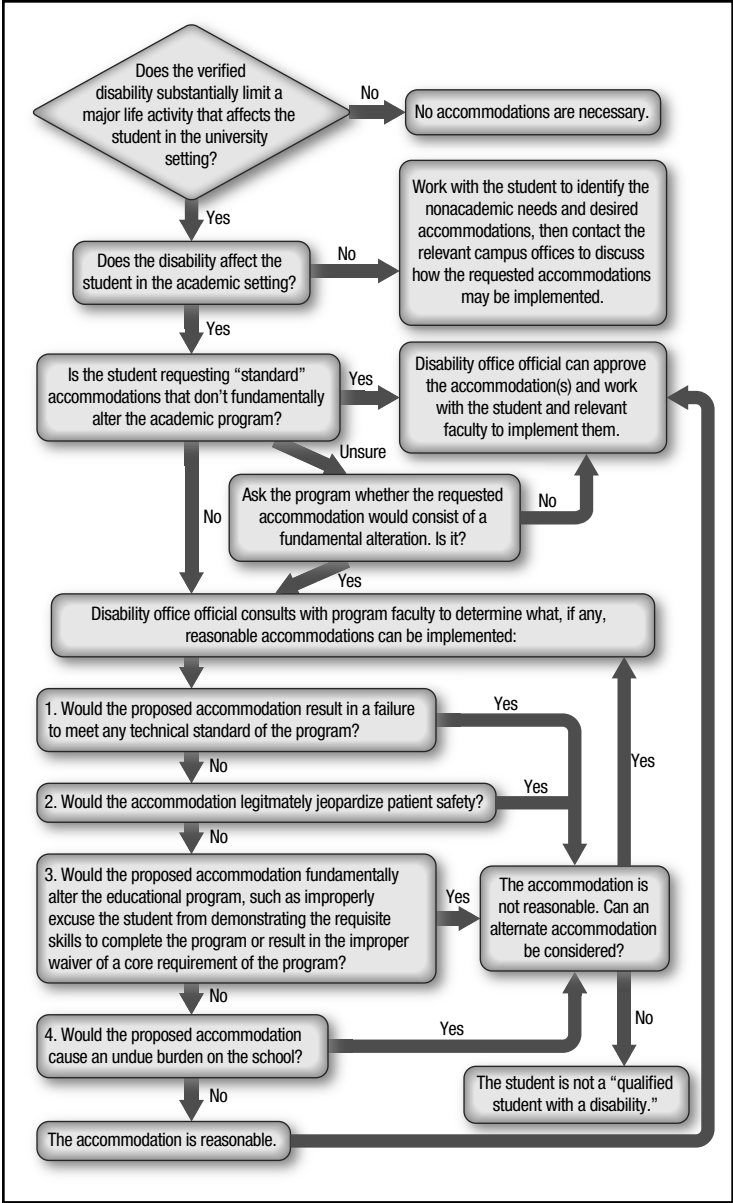 Does the verified
disability substantially limit a
major life activity that affects the
student in the university
setting?
No
No accommodations are necessary.
Yes
Work with the student to identify the
nonacademic needs and desired
accommodations, then contact the
relevant campus offices to discuss
how the requested accommodations
may be implemented.
Does the disability affect the
student in the academic setting?
No
Yes
Is the student requesting “standard”
accommodations that don’t fundamentally
alter the academic program?
Yes
Disability office official can approve
the accommodation(s) and work
with the student and relevant
faculty to implement them.
Unsure
No
Ask the program whether the requested
accommodation would consist of a
fundamental alteration. Is it?
No
Yes
Disability office official consults with program faculty to determine what, if any,
reasonable accommodations can be implemented:
1. Would the proposed accommodation result in a failure
to meet any technical standard of the program?
Yes
Yes
No
2. Would the accommodation legitmately jeopardize patient safety?
Yes
No
3. Would the proposed accommodation fundamentally
alter the educational program, such as improperly
excuse the student from demonstrating the requisite
skills to complete the program or result in the improper
waiver of a core requirement of the program?
Yes
The accommodation is
not reasonable. Can an
alternate accommodation
be considered?
No
4. Would the proposed accommodation
cause an undue burden on the school?
Yes
No
The student is not a “qualified
student with a disability.”
No
The accommodation is reasonable.